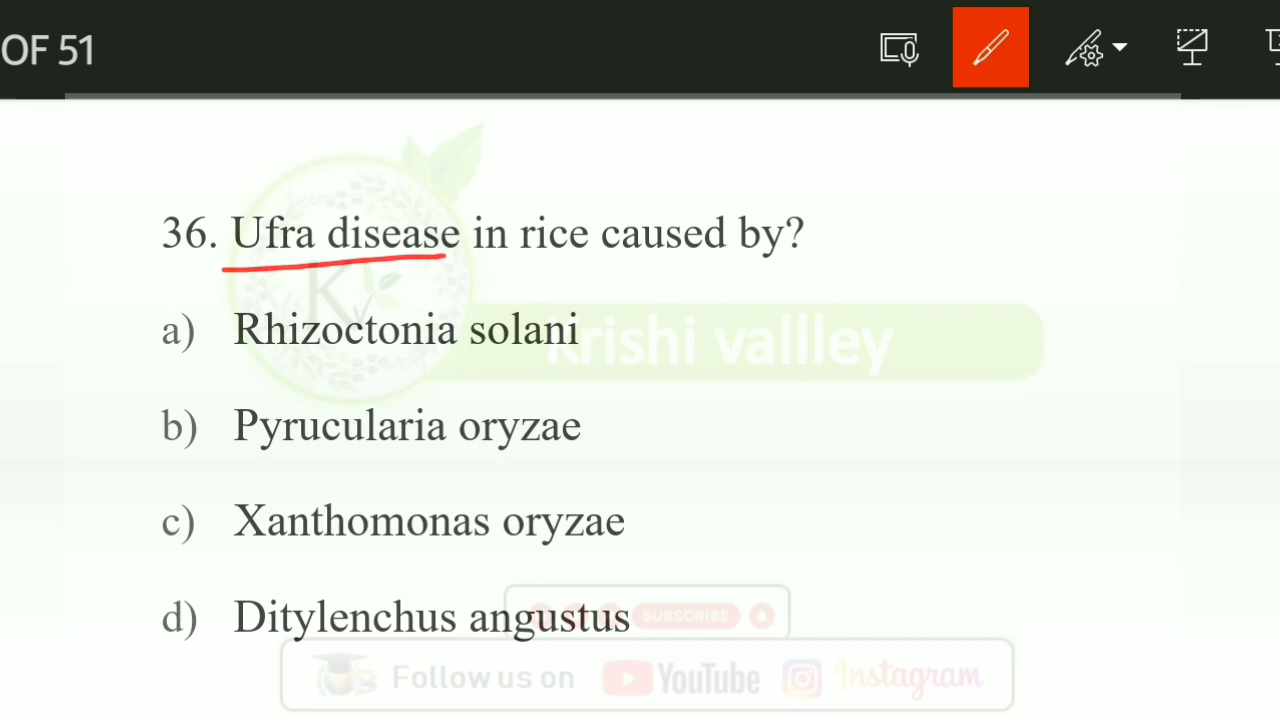 OF 51
36. Ufra disease in rice caused by?
a) Rhizoctonia solani
Krishi vallley
b) Pyrucularia oryzae
c) Xanthomonas oryzae
d) Ditylenchus angustus
SUBSCRIBE
Follow us on YouTube Instagram